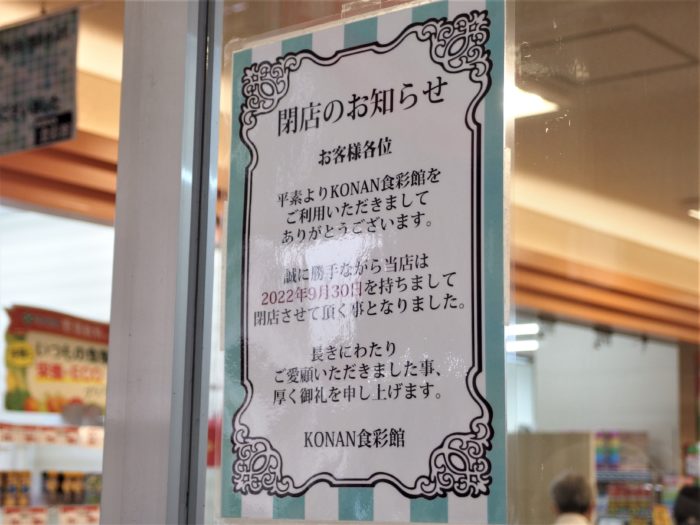 閉店のお知らせ
お客様各位
平素よりKONAN食彩館を
ご利用いただきまして
ありがとうございます。
誠に勝手ながら当店は
2022年9月30日を持ちまして
閉店させて頂く事となりました。
長きにわたり
ご愛顧いただきました事、
厚く御礼を申し上げます。
KONAN食彩館
いつもの食